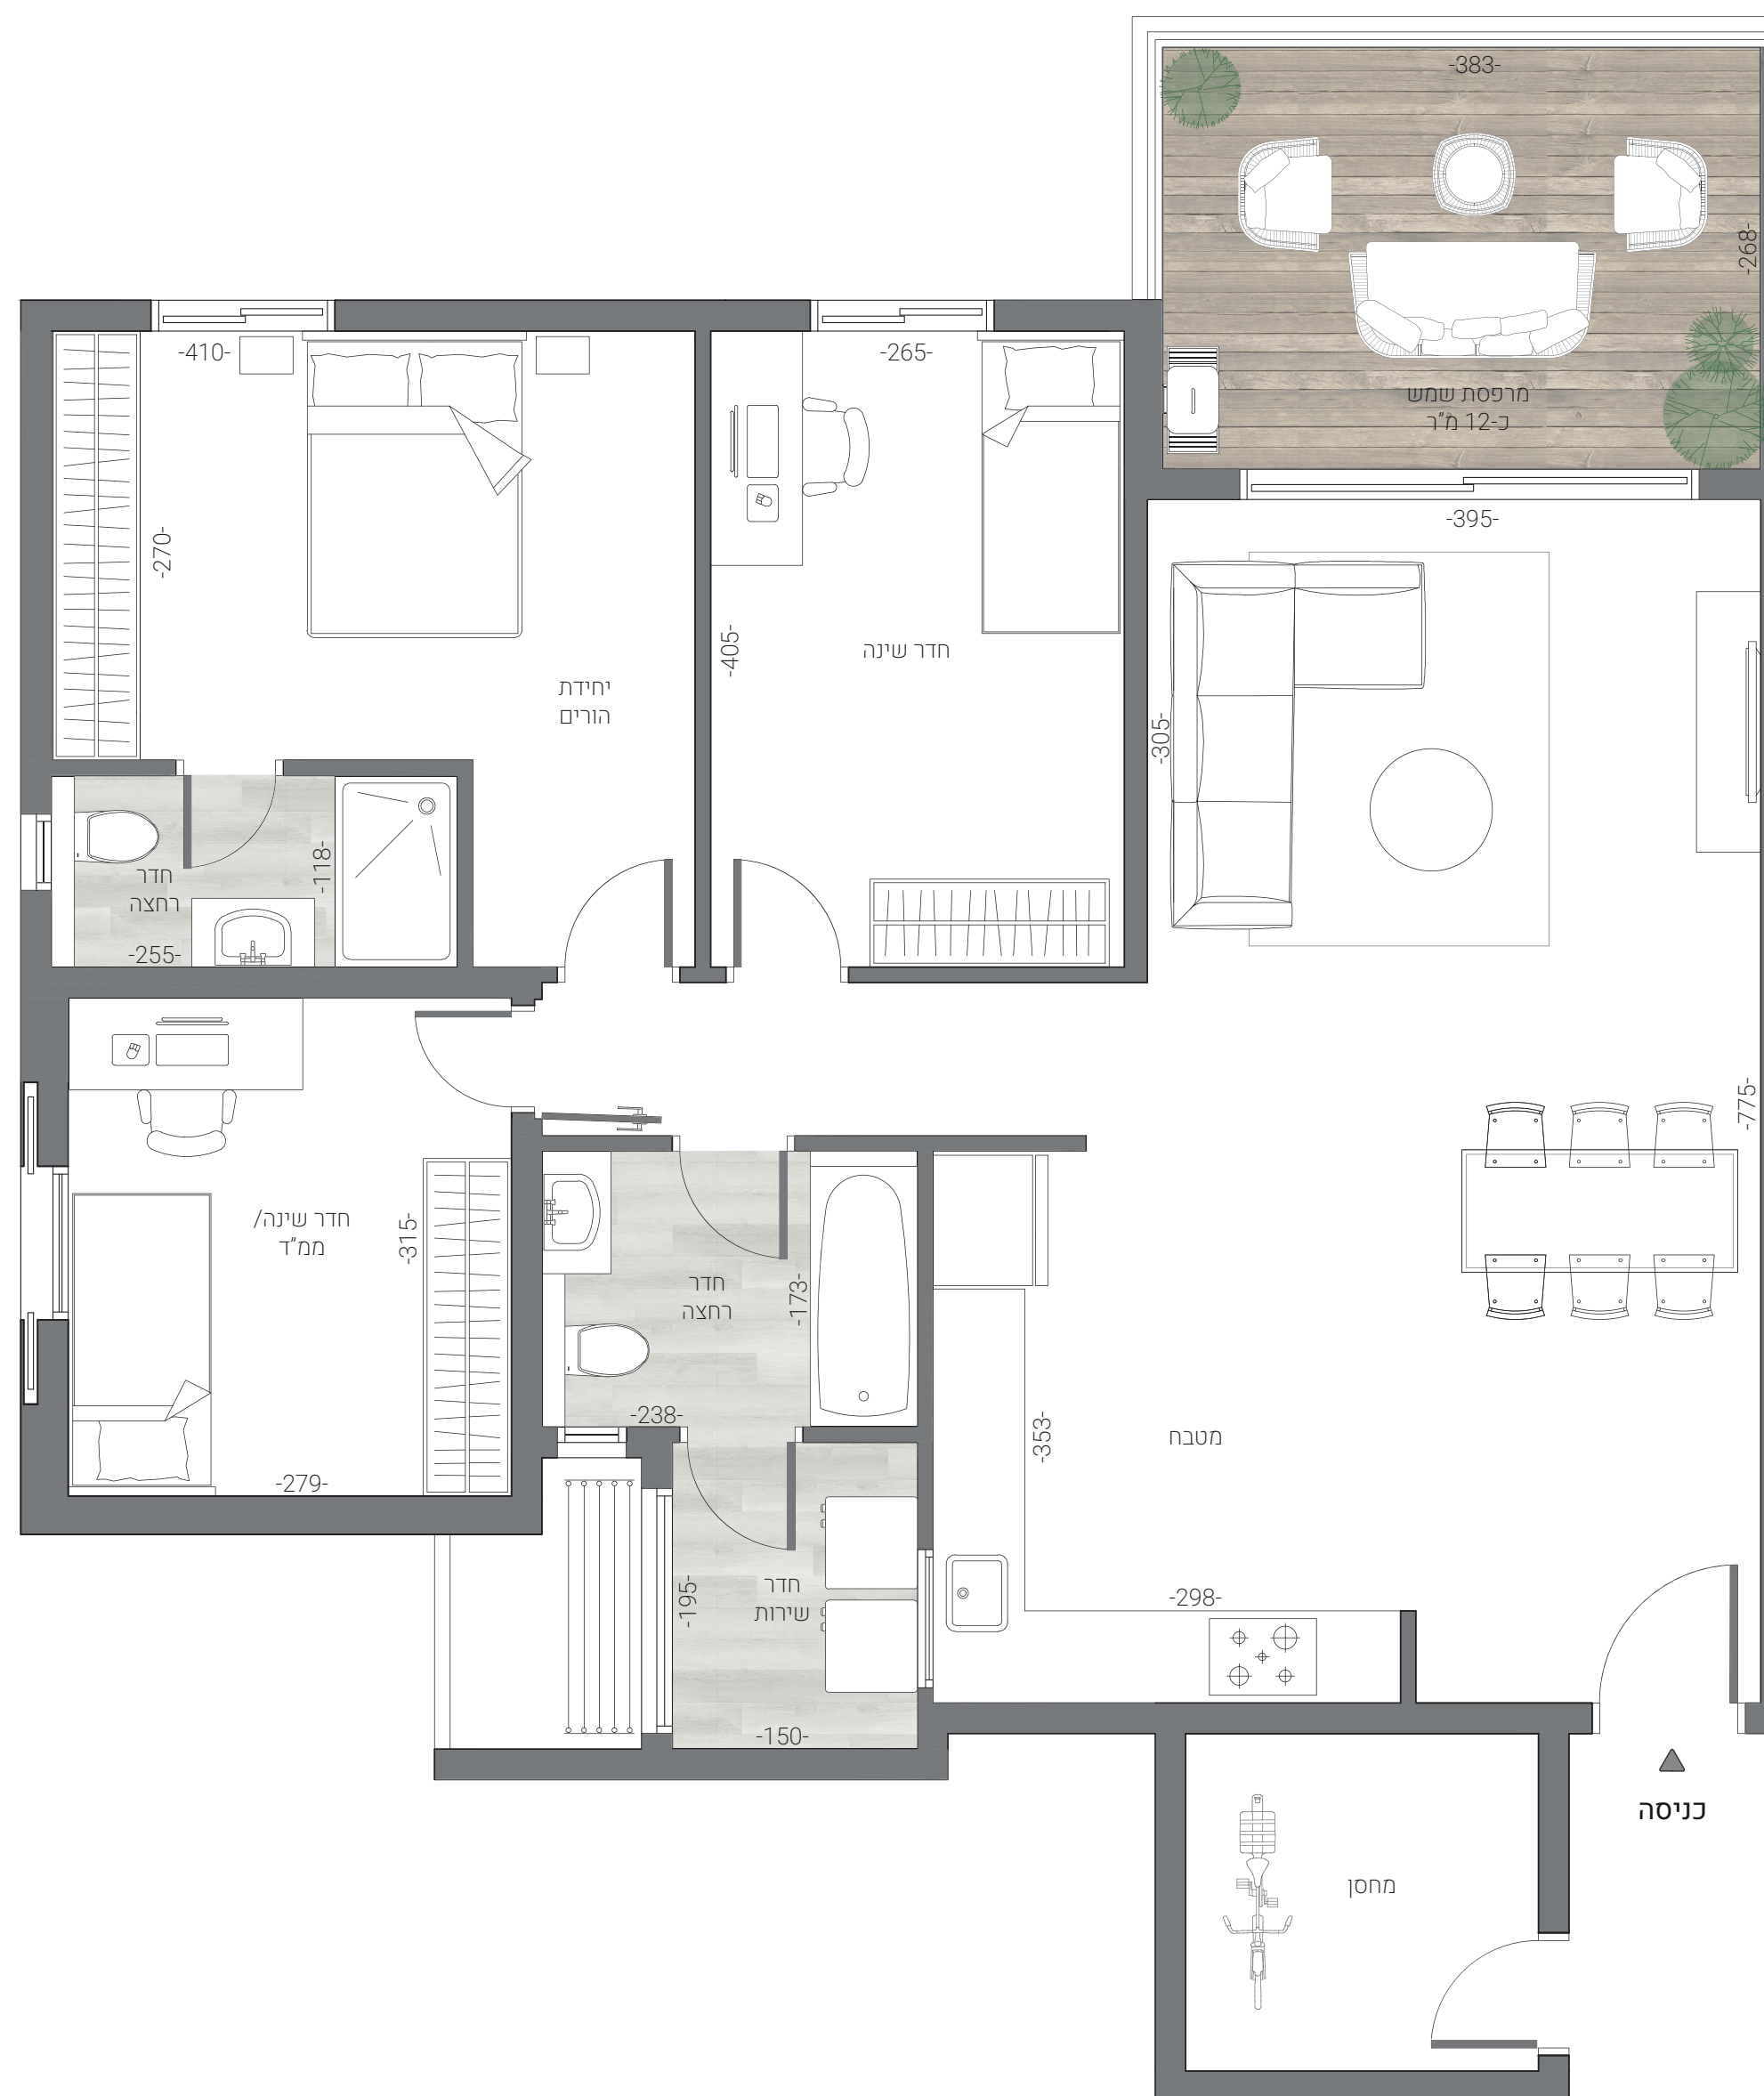 -383-
-268-
מרפסת שמש
כ-12 מ"ר
-410-
-265-
-270-
-395-
-405-
חדר שינה
יחידת
הורים
-305-
-118-
חדר
רחצה
-255-
-775-
חדר שינה/
ממ"ד
-315-
חדר
רחצה
-173-
-238-
-353-
מטבח
-279-
-298-
-195-
חדר
שירות
-150-
כניסה
מחסן